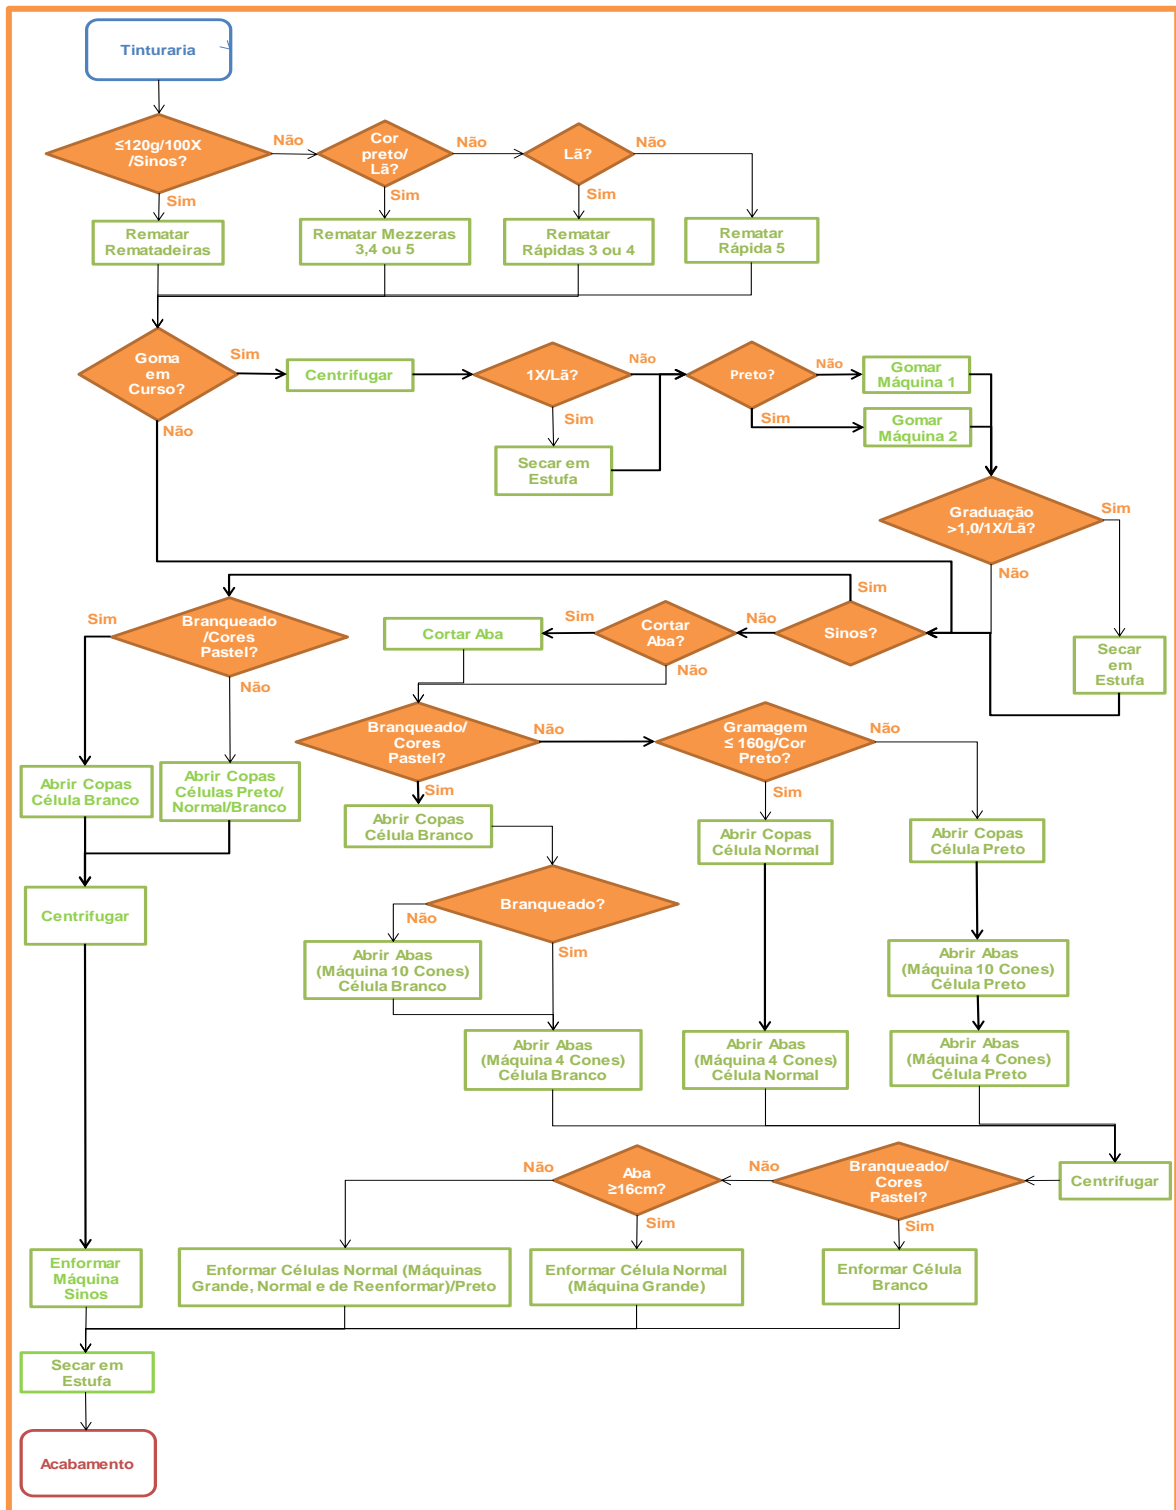 Tinturaria
≤120g/100X
/Sinos?
Não
Cor
preto/
Lã?
Não
Lã?
Não
Sim
Sim
Sim
Rematar
Rematadeiras
Rematar Mezzeras
3,4 ou 5
Rematar
Rápidas 3 ou 4
Rematar
Rápida 5
Goma
em
Curso?
Sim
Centrifugar
1X/Lã?
Não
Preto?
Não
Gomar
Máquina 1
Não
Sim
Sim
Gomar
Máquina 2
Secar em
Estufa
Graduação
>1,0/1X/Lã?
Sim
Não
Sim
Branqueado
/Cores
Pastel?
Sim
Não
Cortar Aba
Sim
Cortar
Aba?
Não
Sinos?
Não
Secar
em
Estufa
Branqueado/
Cores
Pastel?
Não
Gramagem
≤ 160g/Cor
Preto?
Não
Abrir Copas
Célula Branco
Abrir Copas
Células Preto/
Normal/Branco
Sim
Sim
Abrir Copas
Célula Branco
Abrir Copas
Célula Normal
Abrir Copas
Célula Preto
Centrifugar
Branqueado?
Não
Sim
Abrir Abas
(Máquina 10 Cones)
Célula Branco
Abrir Abas
(Máquina 10 Cones)
Célula Preto
Abrir Abas
(Máquina 4 Cones)
Célula Branco
Abrir Abas
(Máquina 4 Cones)
Célula Normal
Abrir Abas
(Máquina 4 Cones)
Célula Preto
Não
Aba
≥16cm?
Não
Branqueado/
Cores
Pastel?
Centrifugar
Sim
Sim
Enformar
Máquina
Sinos
Enformar Células Normal (Máquinas
Grande, Normal e de Reenformar)/Preto
Enformar Célula Normal
(Máquina Grande)
Enformar Célula
Branco
Secar em
Estufa
Acabamento